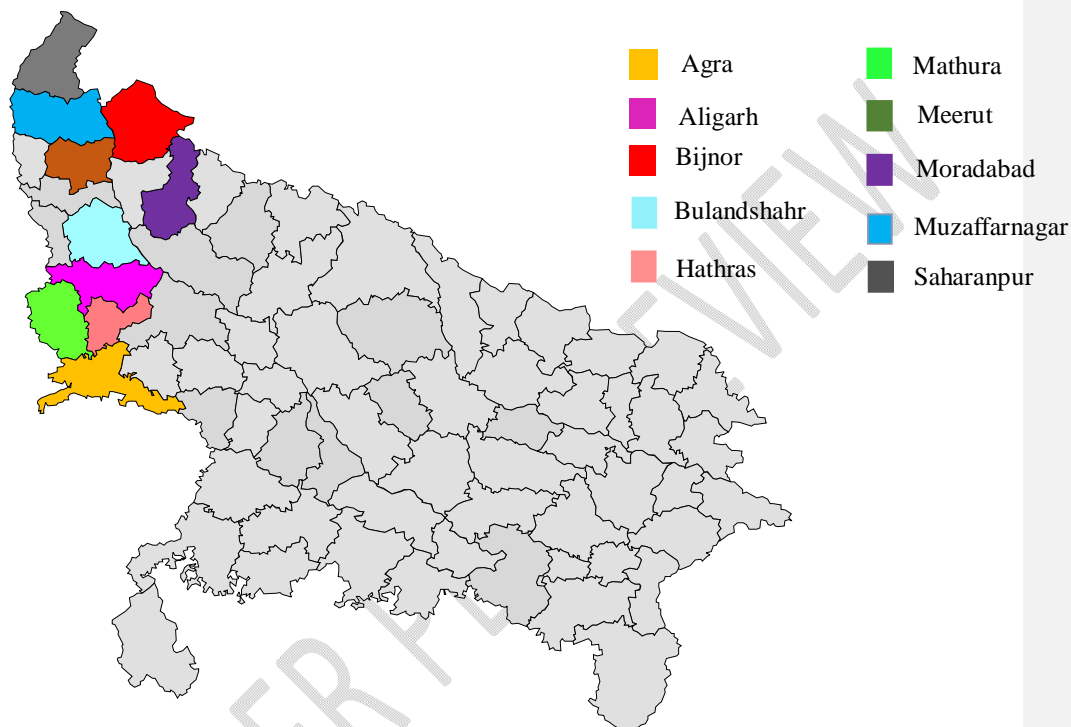 Agra
Aligarh
Bijnor
Bulandshahr
Hathras
Mathura
Meerut
Moradabad
Muzaffarnagar
Saharanpur